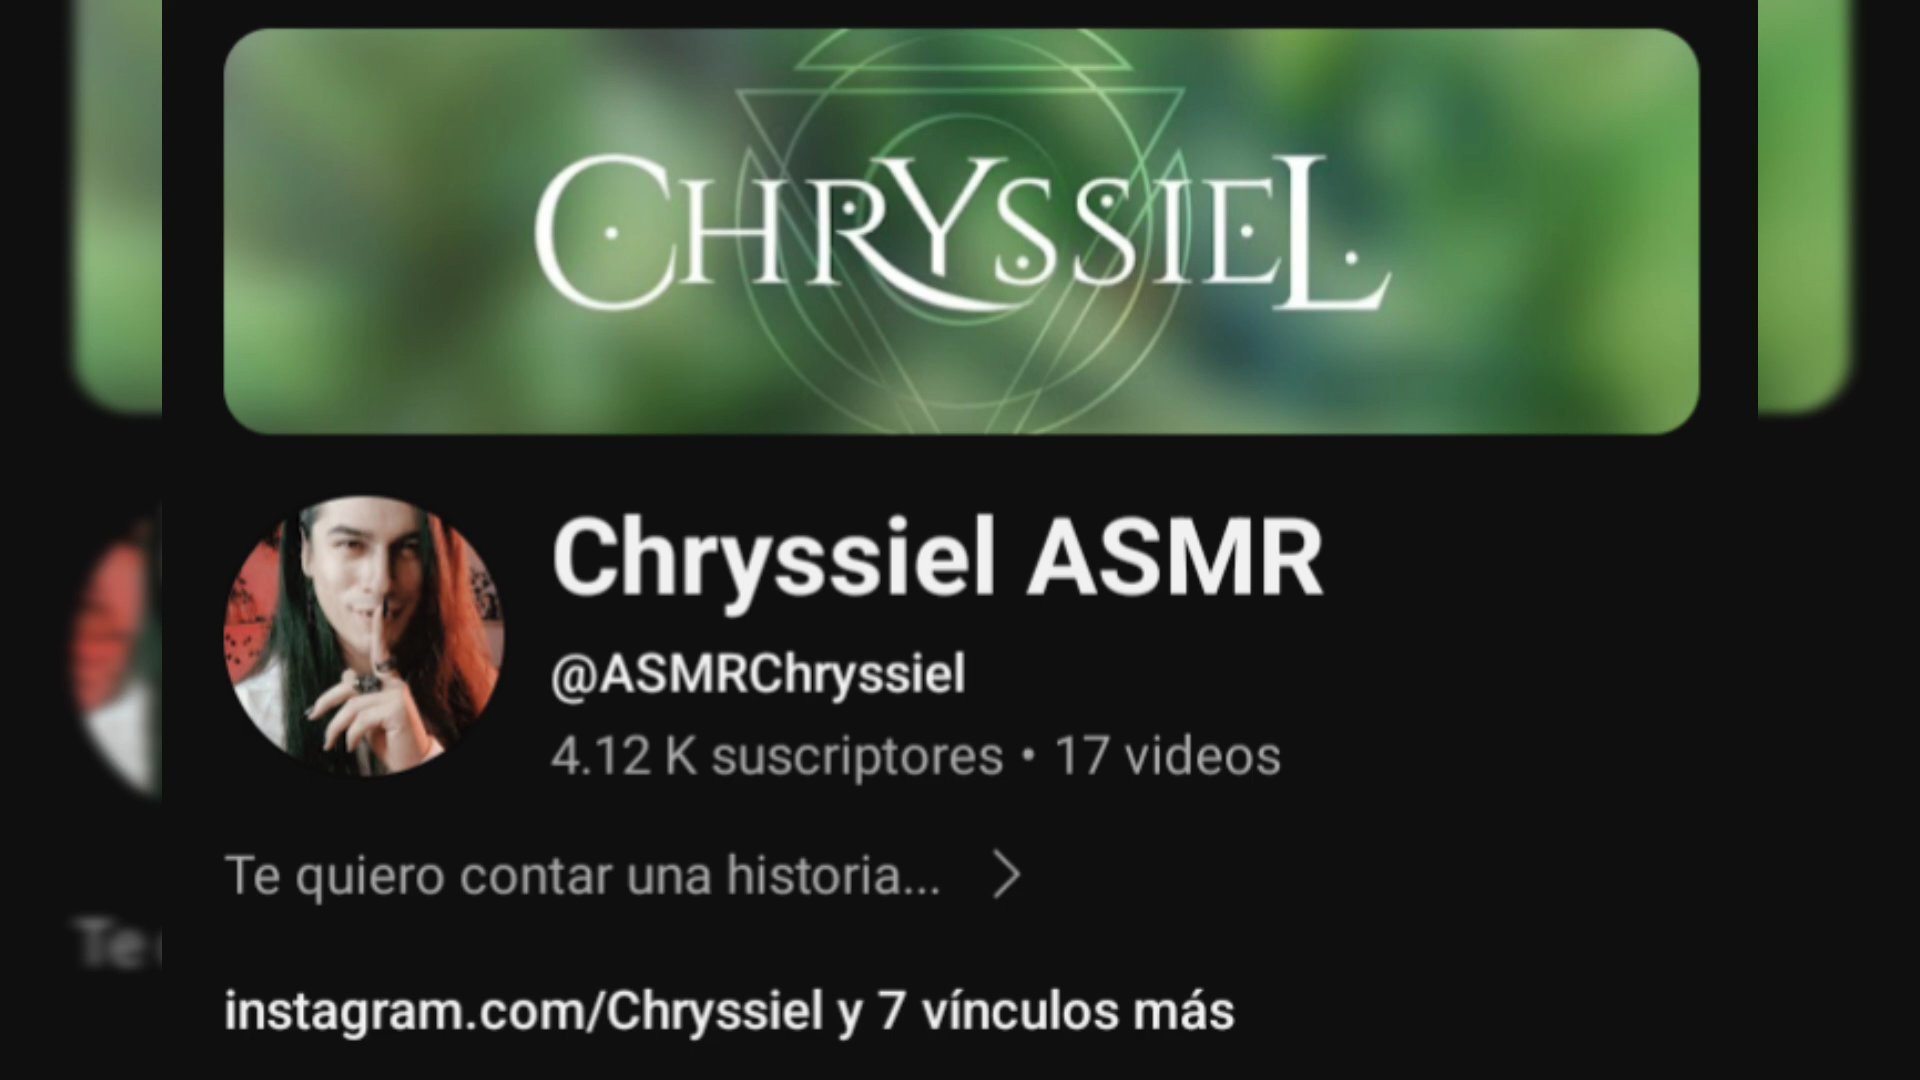 CHRYSSIEL
Chryssiel ASMR
@ASMRChryssiel
4.12 K suscriptores • 17 videos
Te quiero contar una historia...
Te
instagram.com/Chryssiel y 7 vínculos más